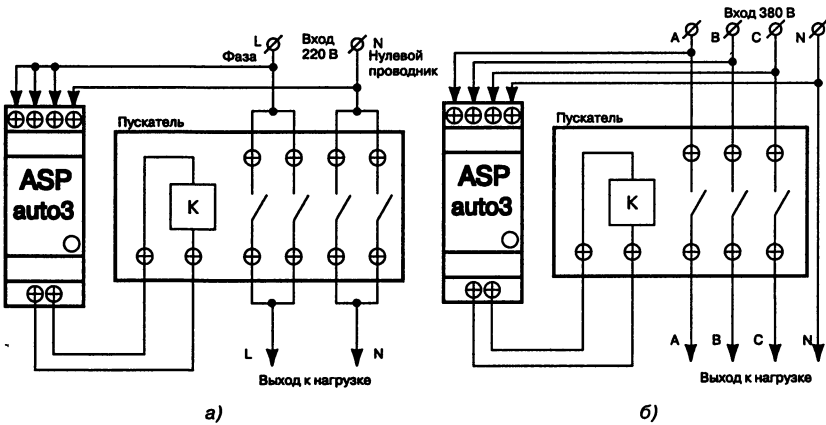 L
Вход
220 В
N
Фаза
Нулевой
проводник
Пускатель
ASP
auto3
К
L
N
Выход к нагрузке
а)
Вход 380 В
A
B
C
N
Пускатель
ASP
auto3
К
A
B
C
N
Выход к нагрузке
б)